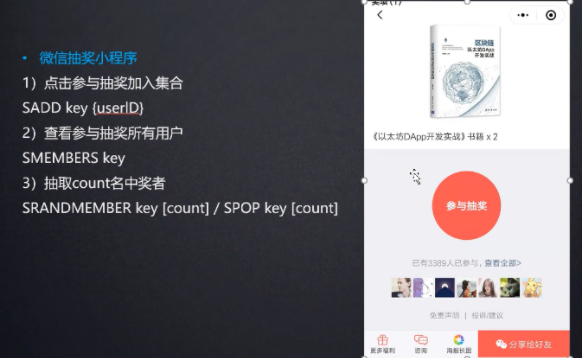 • 微信抽奖小程序
1）点击参与抽奖加入集合
SADD key {userID}
2）查看参与抽奖所有用户
SMEMBERS key
3）抽取count名中奖者
SRANDMEMBER key [count] / SPOP key [count]
奖项 (1)
区块链
以太坊DApp
开发实战
《以太坊DApp开发实战》书籍 x 2
参与抽奖
已有3389人已参与，查看全部>
免责声明 | 投诉/建议
更多福利
咨询
海报长图
分享给好友